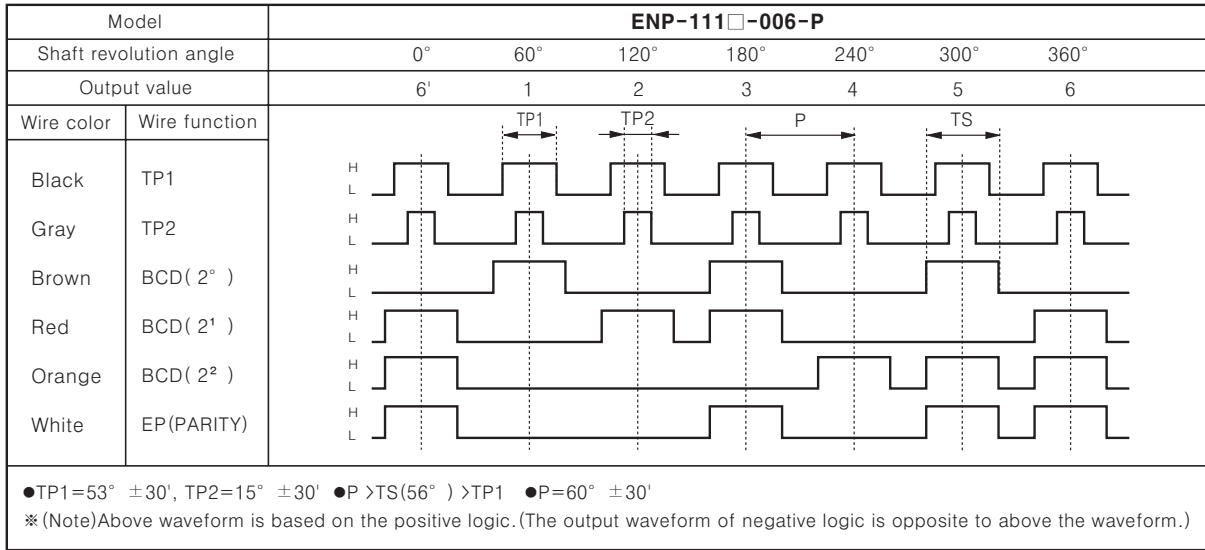 Model ENP-111□-006-P
Shaft revolution angle 0° 60° 120° 180° 240° 300° 360°
Output value 6' 1 2 3 4 5 6
Wire color Wire function TP1 TP2 P TS
Black TP1 H L
Gray TP2 H L
Brown BCD( 2° ) H L
Red BCD( 2¹ ) H L
Orange BCD( 2² ) H L
White EP(PARITY) H L
●TP1=53° ±30', TP2=15° ±30' ●P >TS(56° ) >TP1 ●P=60° ±30'
※(Note)Above waveform is based on the positive logic.(The output waveform of negative logic is opposite to above the waveform.)